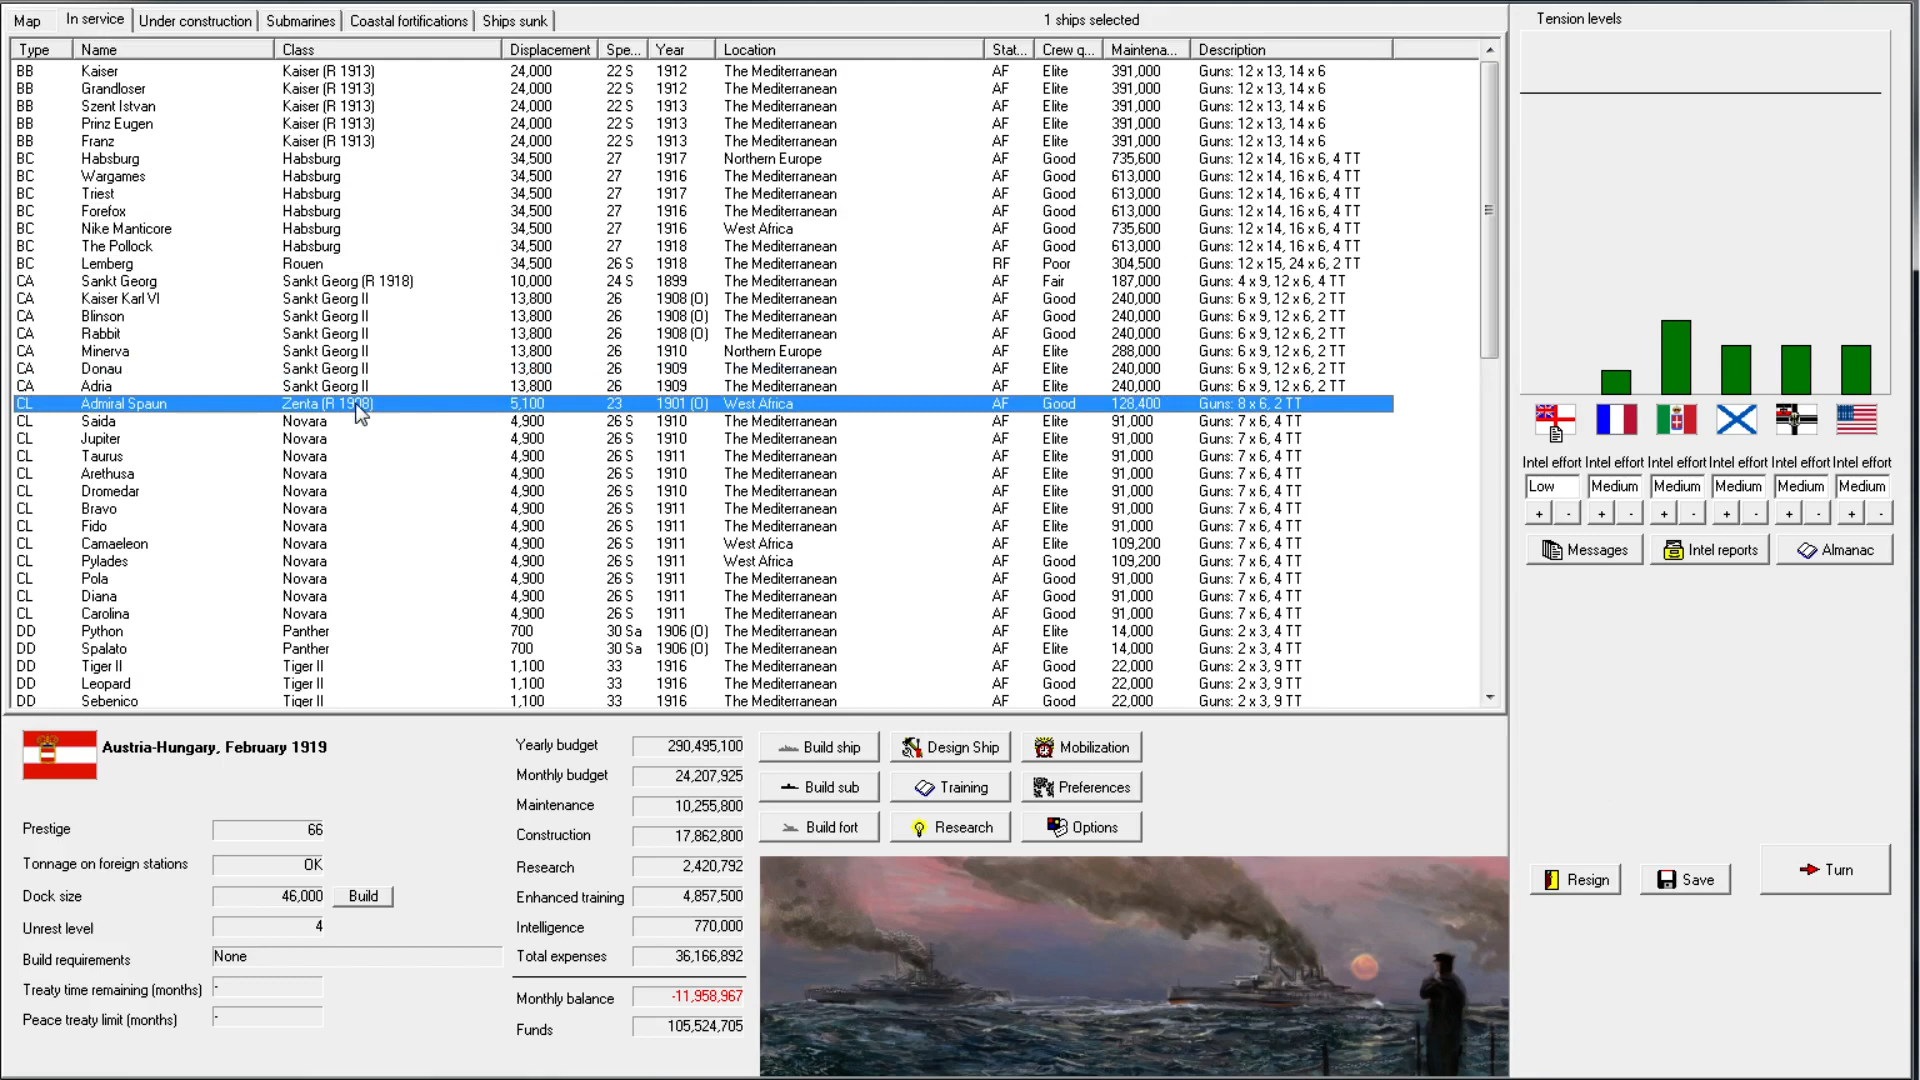 Map In service Under construction Submarines Coastal fortifications Ships sunk 1 ships selected Tension levels
Type Name Class Displacement Spe... Year Location Stat... Crew q... Maintena... Description
BB Kaiser Kaiser (R 1913) 24,000 22 S 1912 The Mediterranean AF Elite 391,000 Guns: 12 x 13, 14 x 6
BB Grandloser Kaiser (R 1913) 24,000 22 S 1912 The Mediterranean AF Elite 391,000 Guns: 12 x 13, 14 x 6
BB Szent Istvan Kaiser (R 1913) 24,000 22 S 1913 The Mediterranean AF Elite 391,000 Guns: 12 x 13, 14 x 6
BB Prinz Eugen Kaiser (R 1913) 24,000 22 S 1913 The Mediterranean AF Elite 391,000 Guns: 12 x 13, 14 x 6
BB Franz Kaiser (R 1913) 24,000 22 S 1913 The Mediterranean AF Elite 391,000 Guns: 12 x 13, 14 x 6
BC Habsburg Habsburg 34,500 27 1917 Northern Europe AF Good 735,600 Guns: 12 x 14, 16 x 6, 4 TT
BC Wargames Habsburg 34,500 27 1916 The Mediterranean AF Good 613,000 Guns: 12 x 14, 16 x 6, 4 TT
BC Triest Habsburg 34,500 27 1917 The Mediterranean AF Good 613,000 Guns: 12 x 14, 16 x 6, 4 TT
BC Forefox Habsburg 34,500 27 1916 The Mediterranean AF Good 613,000 Guns: 12 x 14, 16 x 6, 4 TT
BC Nike Manticore Habsburg 34,500 27 1916 West Africa AF Good 735,600 Guns: 12 x 14, 16 x 6, 4 TT
BC The Pollock Habsburg 34,500 27 1918 The Mediterranean AF Good 613,000 Guns: 12 x 14, 16 x 6, 4 TT
BC Lemberg Rouen 34,500 26 S 1918 The Mediterranean RF Poor 304,500 Guns: 12 x 15, 24 x 6, 2 TT
CA Sankt Georg Sankt Georg (R 1918) 10,000 24 S 1899 The Mediterranean AF Fair 187,000 Guns: 4 x 9, 12 x 6, 4 TT
CA Kaiser Karl VI Sankt Georg II 13,800 26 1908 (O) The Mediterranean AF Good 240,000 Guns: 6 x 9, 12 x 6, 2 TT
CA Blinson Sankt Georg II 13,800 26 1908 (O) The Mediterranean AF Good 240,000 Guns: 6 x 9, 12 x 6, 2 TT
CA Rabbit Sankt Georg II 13,800 26 1908 (O) The Mediterranean AF Good 240,000 Guns: 6 x 9, 12 x 6, 2 TT
CA Minerva Sankt Georg II 13,800 26 1910 Northern Europe AF Elite 288,000 Guns: 6 x 9, 12 x 6, 2 TT
CA Donau Sankt Georg II 13,800 26 1909 The Mediterranean AF Elite 240,000 Guns: 6 x 9, 12 x 6, 2 TT
CA Adria Sankt Georg II 13,800 26 1909 The Mediterranean AF Elite 240,000 Guns: 6 x 9, 12 x 6, 2 TT
CL Admiral Spaun Zenta (R 1908) 5,100 23 1901 (O) West Africa AF Good 128,400 Guns: 8 x 6, 2 TT
CL Saida Novara 4,900 26 S 1910 The Mediterranean AF Elite 91,000 Guns: 7 x 6, 4 TT
CL Jupiter Novara 4,900 26 S 1910 The Mediterranean AF Elite 91,000 Guns: 7 x 6, 4 TT
CL Taurus Novara 4,900 26 S 1911 The Mediterranean AF Elite 91,000 Guns: 7 x 6, 4 TT
CL Arethusa Novara 4,900 26 S 1910 The Mediterranean AF Elite 91,000 Guns: 7 x 6, 4 TT
CL Dromedar Novara 4,900 26 S 1910 The Mediterranean AF Elite 91,000 Guns: 7 x 6, 4 TT
CL Bravo Novara 4,900 26 S 1911 The Mediterranean AF Elite 91,000 Guns: 7 x 6, 4 TT
CL Fido Novara 4,900 26 S 1911 The Mediterranean AF Elite 91,000 Guns: 7 x 6, 4 TT
CL Camaeleon Novara 4,900 26 S 1911 West Africa AF Elite 109,200 Guns: 7 x 6, 4 TT
CL Pylades Novara 4,900 26 S 1911 West Africa AF Good 109,200 Guns: 7 x 6, 4 TT
CL Pola Novara 4,900 26 S 1911 The Mediterranean AF Good 91,000 Guns: 7 x 6, 4 TT
CL Diana Novara 4,900 26 S 1911 The Mediterranean AF Good 91,000 Guns: 7 x 6, 4 TT
CL Carolina Novara 4,900 26 S 1911 The Mediterranean AF Good 91,000 Guns: 7 x 6, 4 TT
DD Python Panther 700 30 Sa 1906 (O) The Mediterranean AF Elite 14,000 Guns: 2 x 3, 4 TT
DD Spalato Panther 700 30 Sa 1906 (O) The Mediterranean AF Elite 14,000 Guns: 2 x 3, 4 TT
DD Tiger II Tiger II 1,100 33 1916 The Mediterranean AF Good 22,000 Guns: 2 x 3, 9 TT
DD Leopard Tiger II 1,100 33 1916 The Mediterranean AF Good 22,000 Guns: 2 x 3, 9 TT
DD Sebenico Tiger II 1,100 33 1916 The Mediterranean AF Good 22,000 Guns: 2 x 3, 9 TT
Intel effort Intel effort Intel effort Intel effort Intel effort Intel effort
Low Medium Medium Medium Medium Medium
+ - + - + - + - + - + -
Messages Intel reports Almanac
Austria-Hungary, February 1919
Prestige 66
Tonnage on foreign stations OK
Dock size 46,000 Build
Unrest level 4
Build requirements None
Treaty time remaining (months) -
Peace treaty limit (months) -
Yearly budget 290,495,100
Monthly budget 24,207,925
Maintenance 10,255,800
Construction 17,862,800
Research 2,420,792
Enhanced training 4,857,500
Intelligence 770,000
Total expenses 36,166,892
Monthly balance -11,958,967
Funds 105,524,705
Build ship Design Ship Mobilization
Build sub Training Preferences
Build fort Research Options
Resign Save Turn